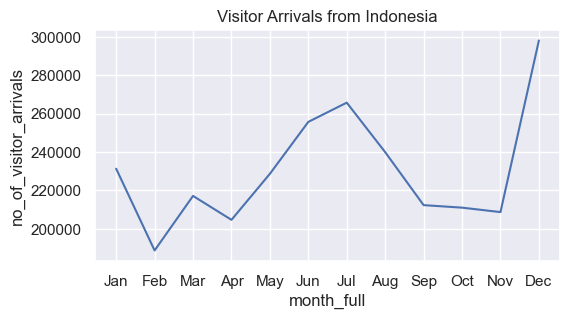 Visitor Arrivals from Indonesia
300000
280000
260000
240000
220000
200000
no_of_visitor_arrivals
Jan Feb Mar Apr May Jun Jul Aug Sep Oct Nov Dec
month_full